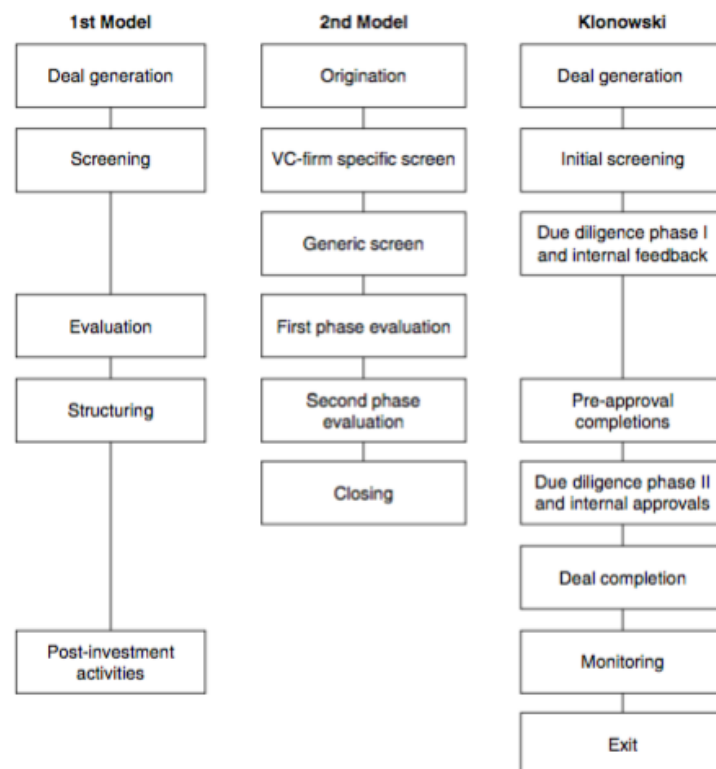 1st Model
Deal generation
Screening
Evaluation
Structuring
Post-investment
activities
2nd Model
Origination
VC-firm specific screen
Generic screen
First phase evaluation
Second phase
evaluation
Closing
Klonowski
Deal generation
Initial screening
Due diligence phase I
and internal feedback
Pre-approval
completions
Due diligence phase II
and internal approvals
Deal completion
Monitoring
Exit